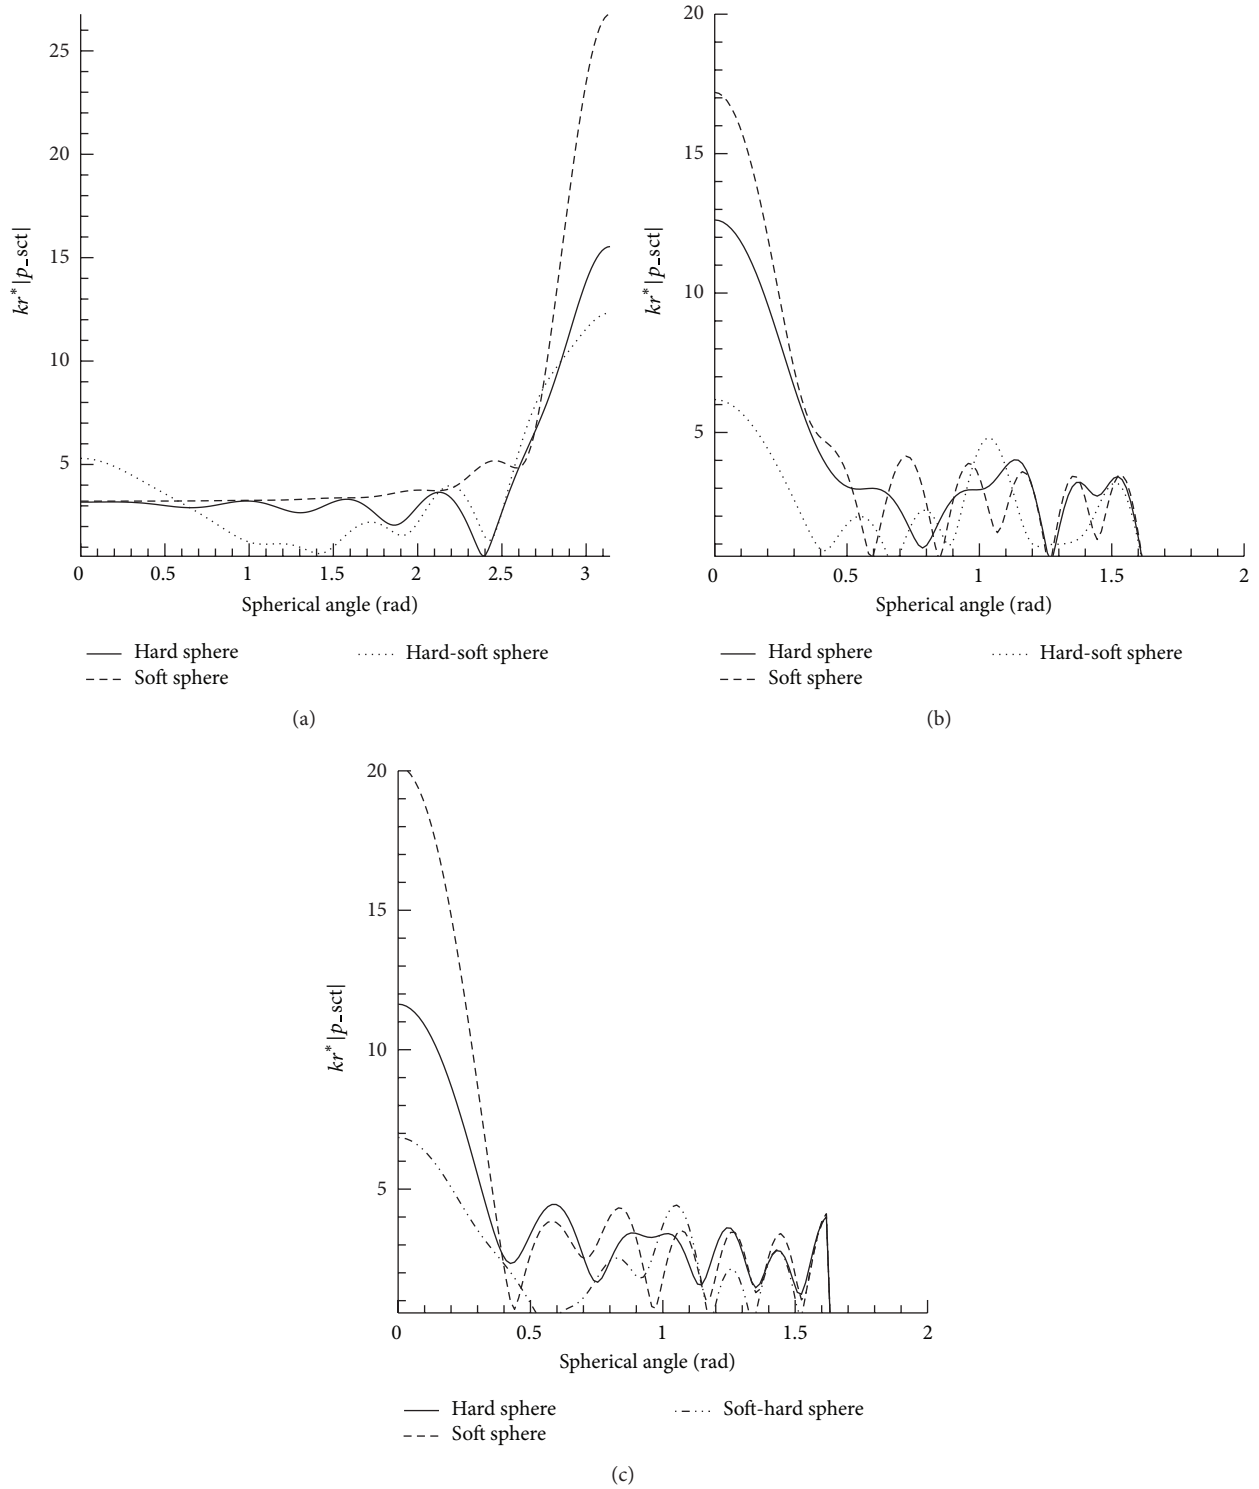 25
20
15
10
5
kr*|p_sct|
0 0.5 1 1.5 2 2.5 3
Spherical angle (rad)
Hard sphere
Soft sphere
Hard-soft sphere
(a)
20
15
10
5
kr*|p_sct|
0 0.5 1 1.5 2
Spherical angle (rad)
Hard sphere
Soft sphere
Hard-soft sphere
(b)
20
15
10
5
kr*|p_sct|
0 0.5 1 1.5 2
Spherical angle (rad)
Hard sphere
Soft sphere
Soft-hard sphere
(c)